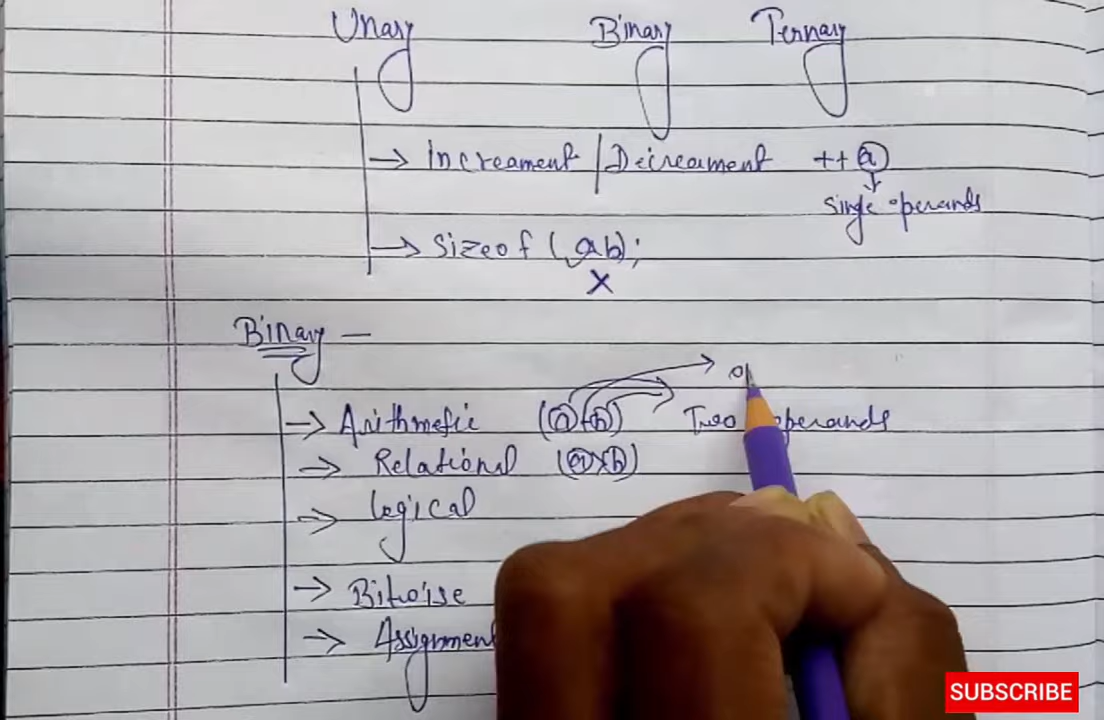 Unary Binary Ternary
→ Increament / Decreament ++a
Single operands
→ Sizeof (ab);
X
Binary —
→ Arithmetic (a+b) Two operands
→ Relational
→ Logical
→ Bitwise
→ Assignment
SUBSCRIBE